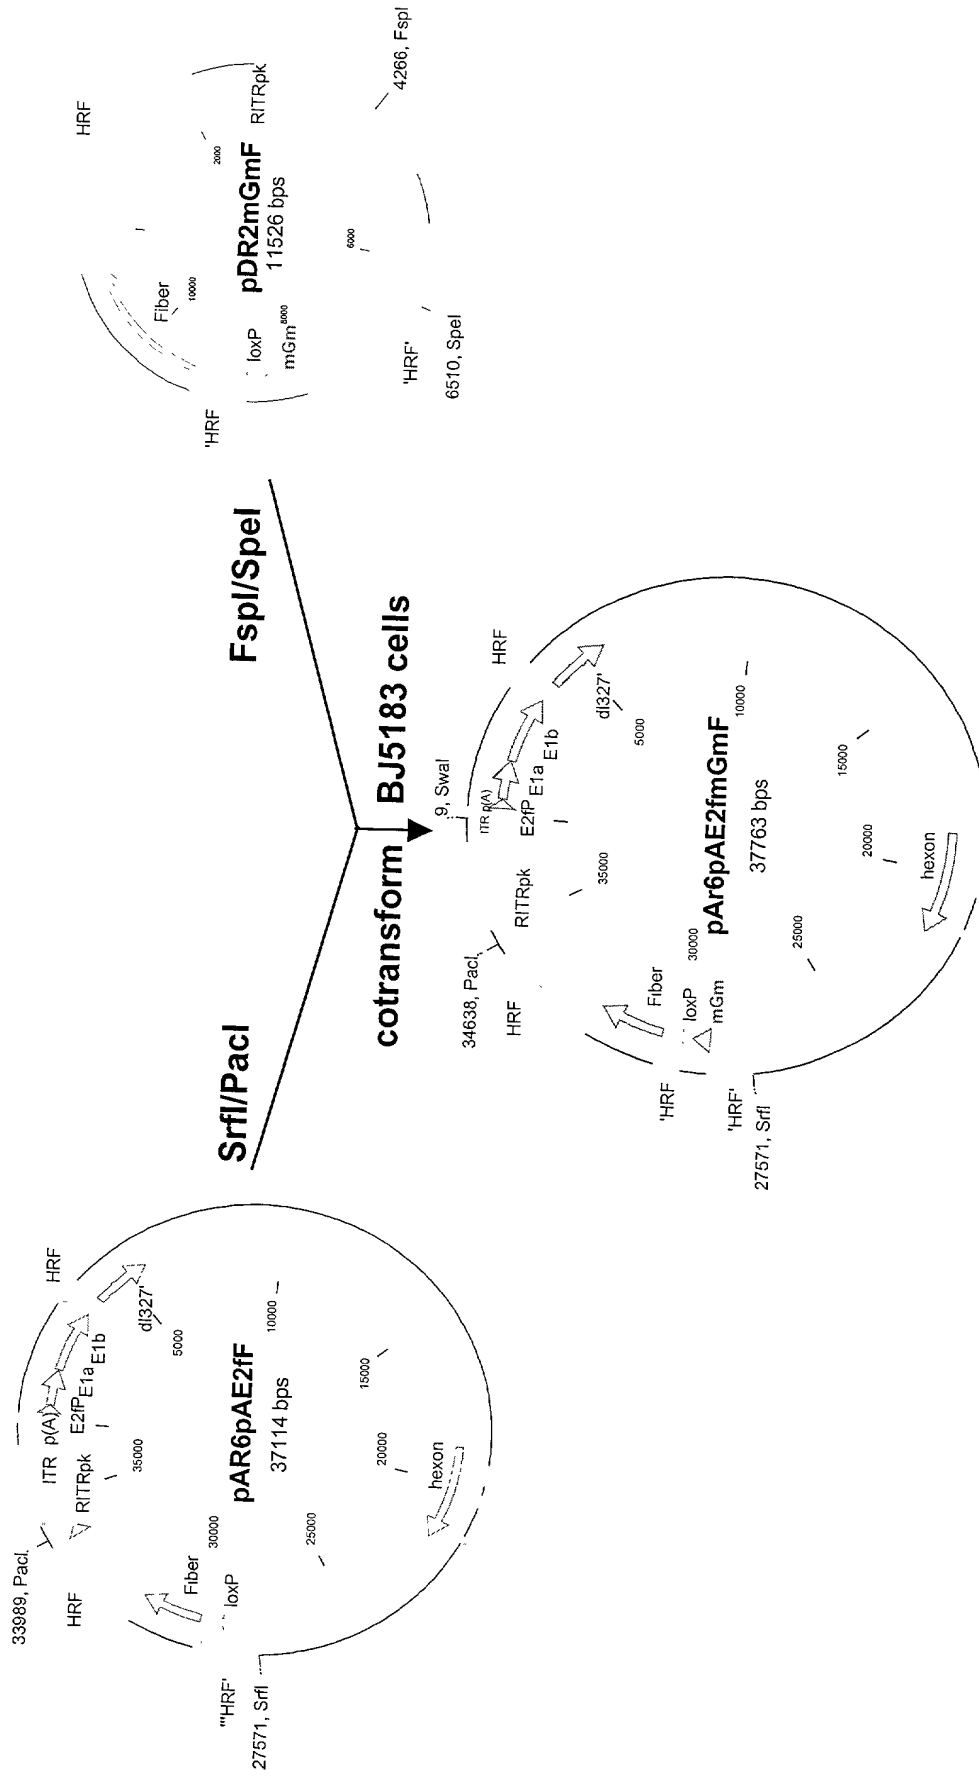 33989, PacI
HRF
ITR p(A)
RITRpk
E2fP
E1a
E1b
HRF
dl327'
5000
10000
15000
20000
25000
30000
35000
pAR6pAE2fF
37114 bps
hexon
Fiber
loxP
'''HRF'
27571, SrfI
SrfI/PacI
FspI/SpeI
HRF
2000
RITRpk
4266, FspI
pDR2mGmF
11526 bps
6000
6510, SpeI
'HRF'
mGm
8000
loxP
Fiber
10000
'HRF
cotransform
BJ5183 cells
9, SwaI
34638, PacI
HRF
RITRpk
ITR p(A)
E2fP
E1a
E1b
HRF
dl327'
5000
10000
15000
20000
25000
30000
35000
pAr6pAE2fmGmF
37763 bps
hexon
Fiber
loxP
mGm
'HRF
'HRF'
27571, SrfI